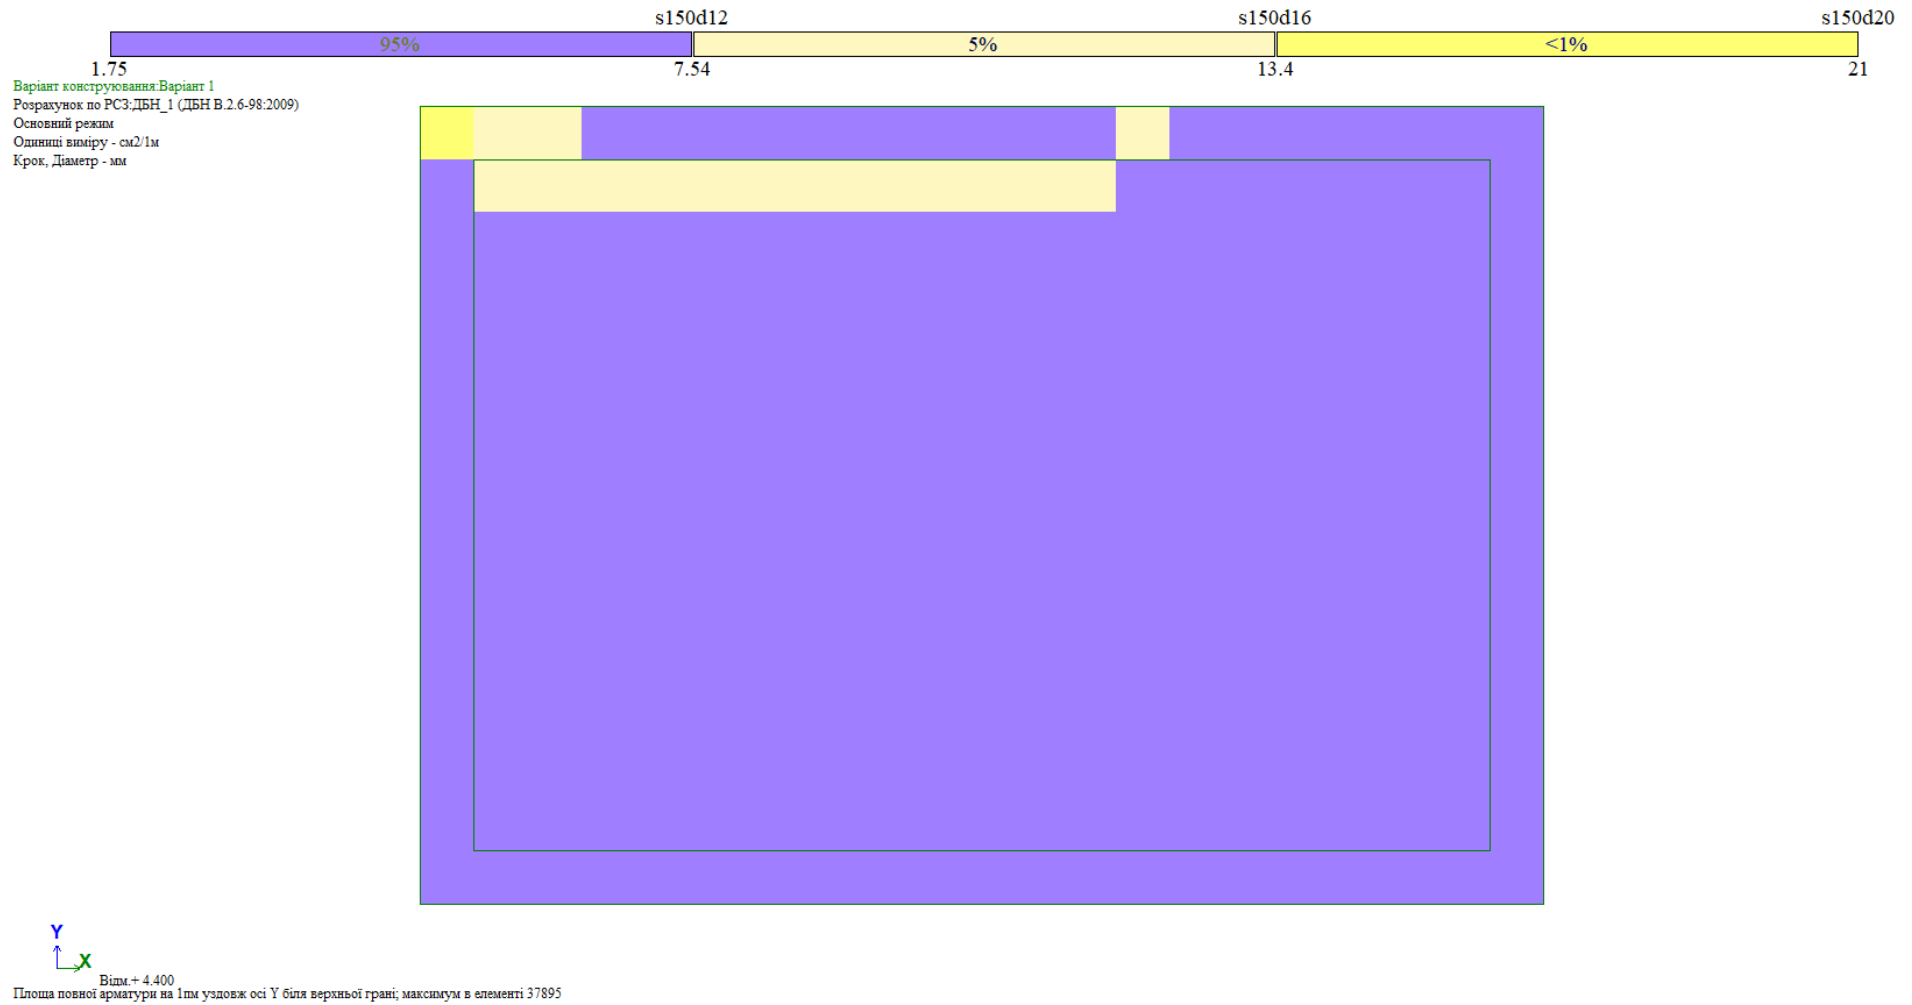 s150d12 s150d16 s150d20
95% 5% <1%
1.75 7.54 13.4 21
Варіант конструювання:Варіант 1
Розрахунок по РСЗ:ДБН_1 (ДБН В.2.6-98:2009)
Основний режим
Одиниці виміру - см2/1м
Крок, Діаметр - мм
Y
X
Відм.+ 4.400
Площа повної арматури на 1пм уздовж осі Y біля верхньої грані; максимум в елементі 37895